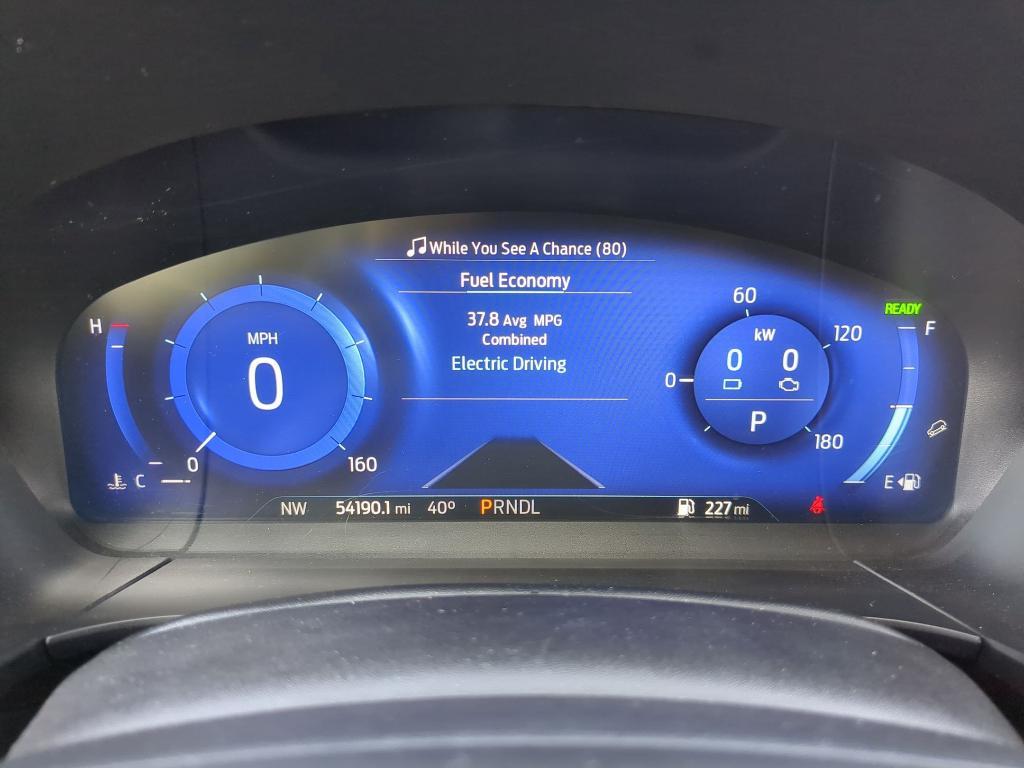 While You See A Chance (80)
Fuel Economy
37.8 Avg MPG
Combined
Electric Driving
H
C
MPH
0
0
160
60
120
0
180
kW
0 0
P
READY
F
E
NW 54190.1 mi 40° PRNDL 227 mi